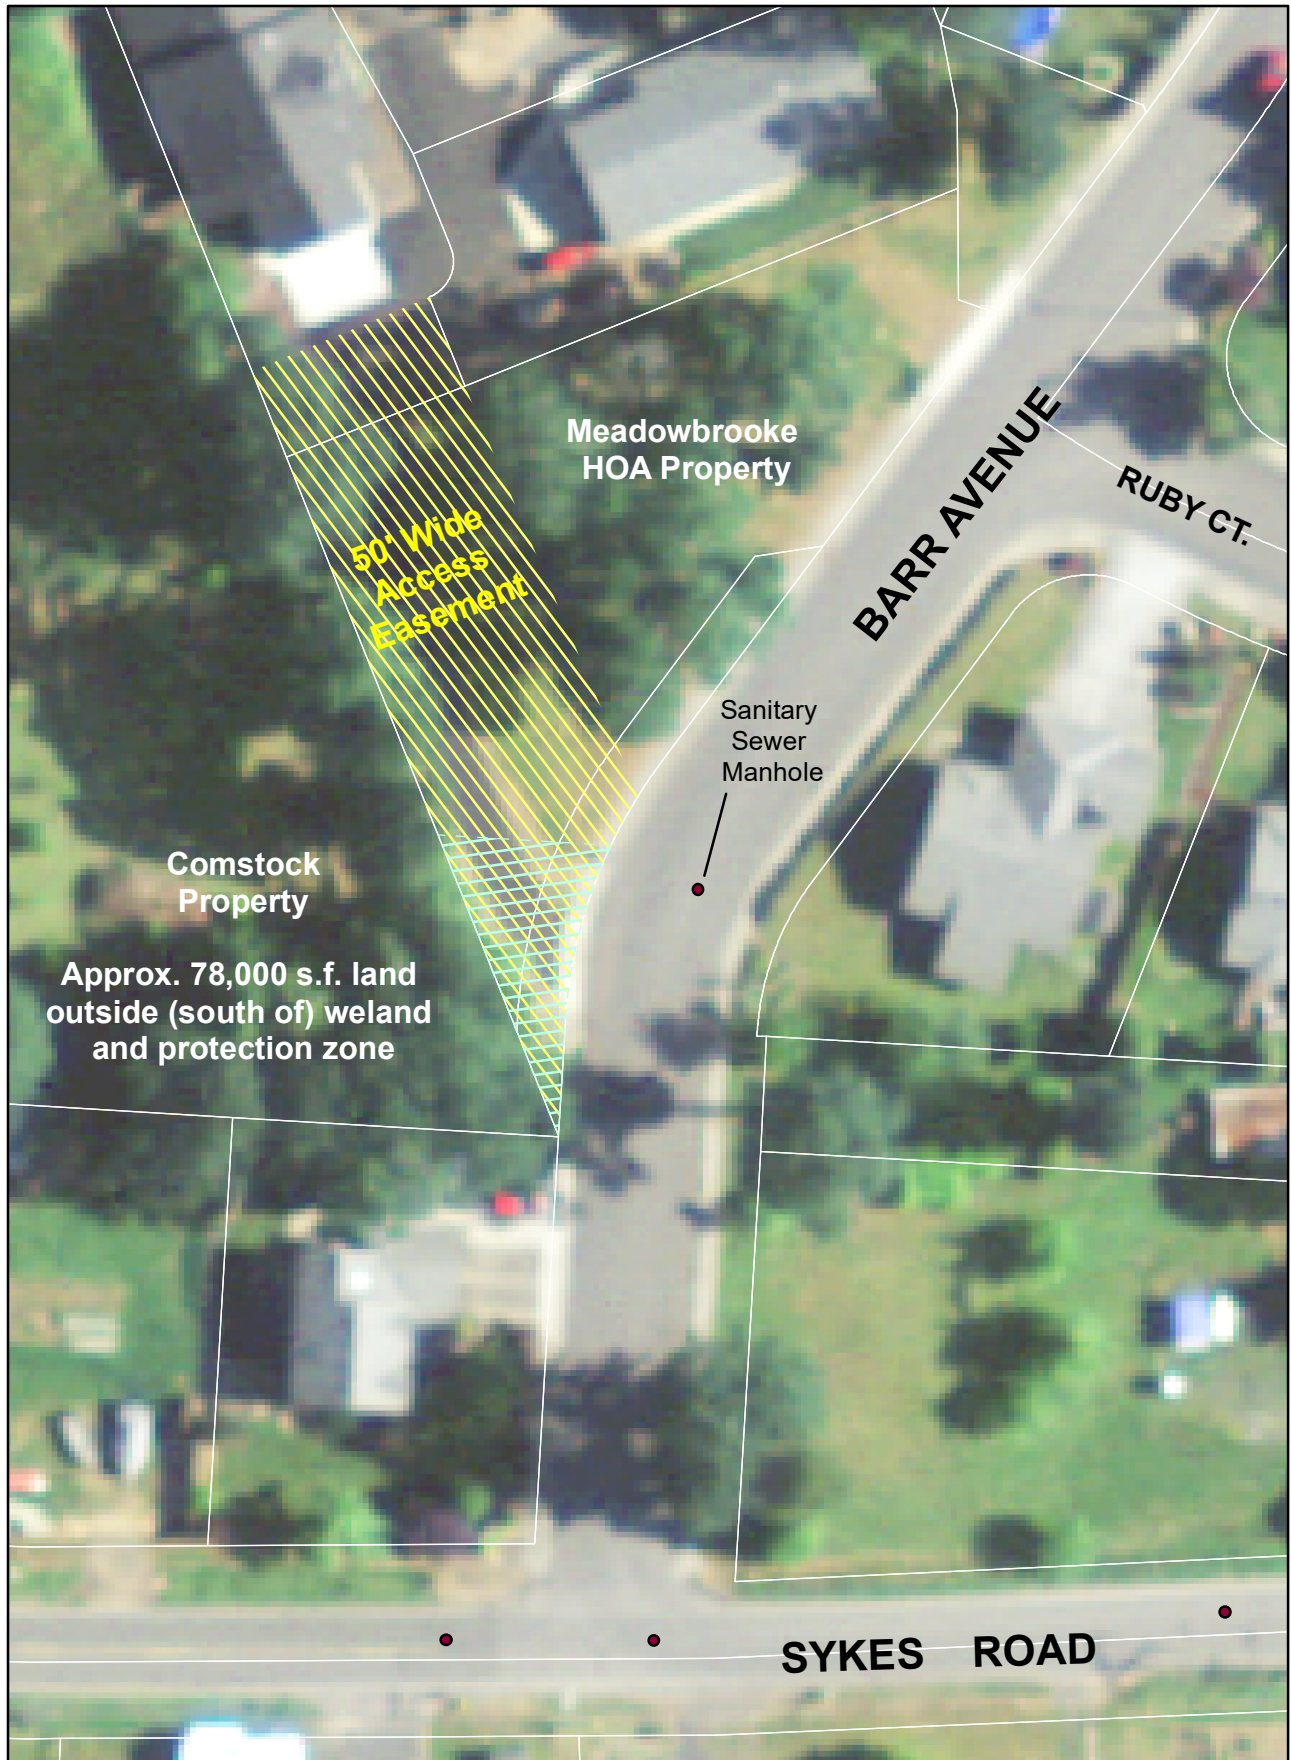 Meadowbrooke
HOA Property
50' Wide
Access
Easement
BARR AVENUE
RUBY CT.
Sanitary
Sewer
Manhole
Comstock
Property
Approx. 78,000 s.f. land
outside (south of) weland
and protection zone
SYKES ROAD